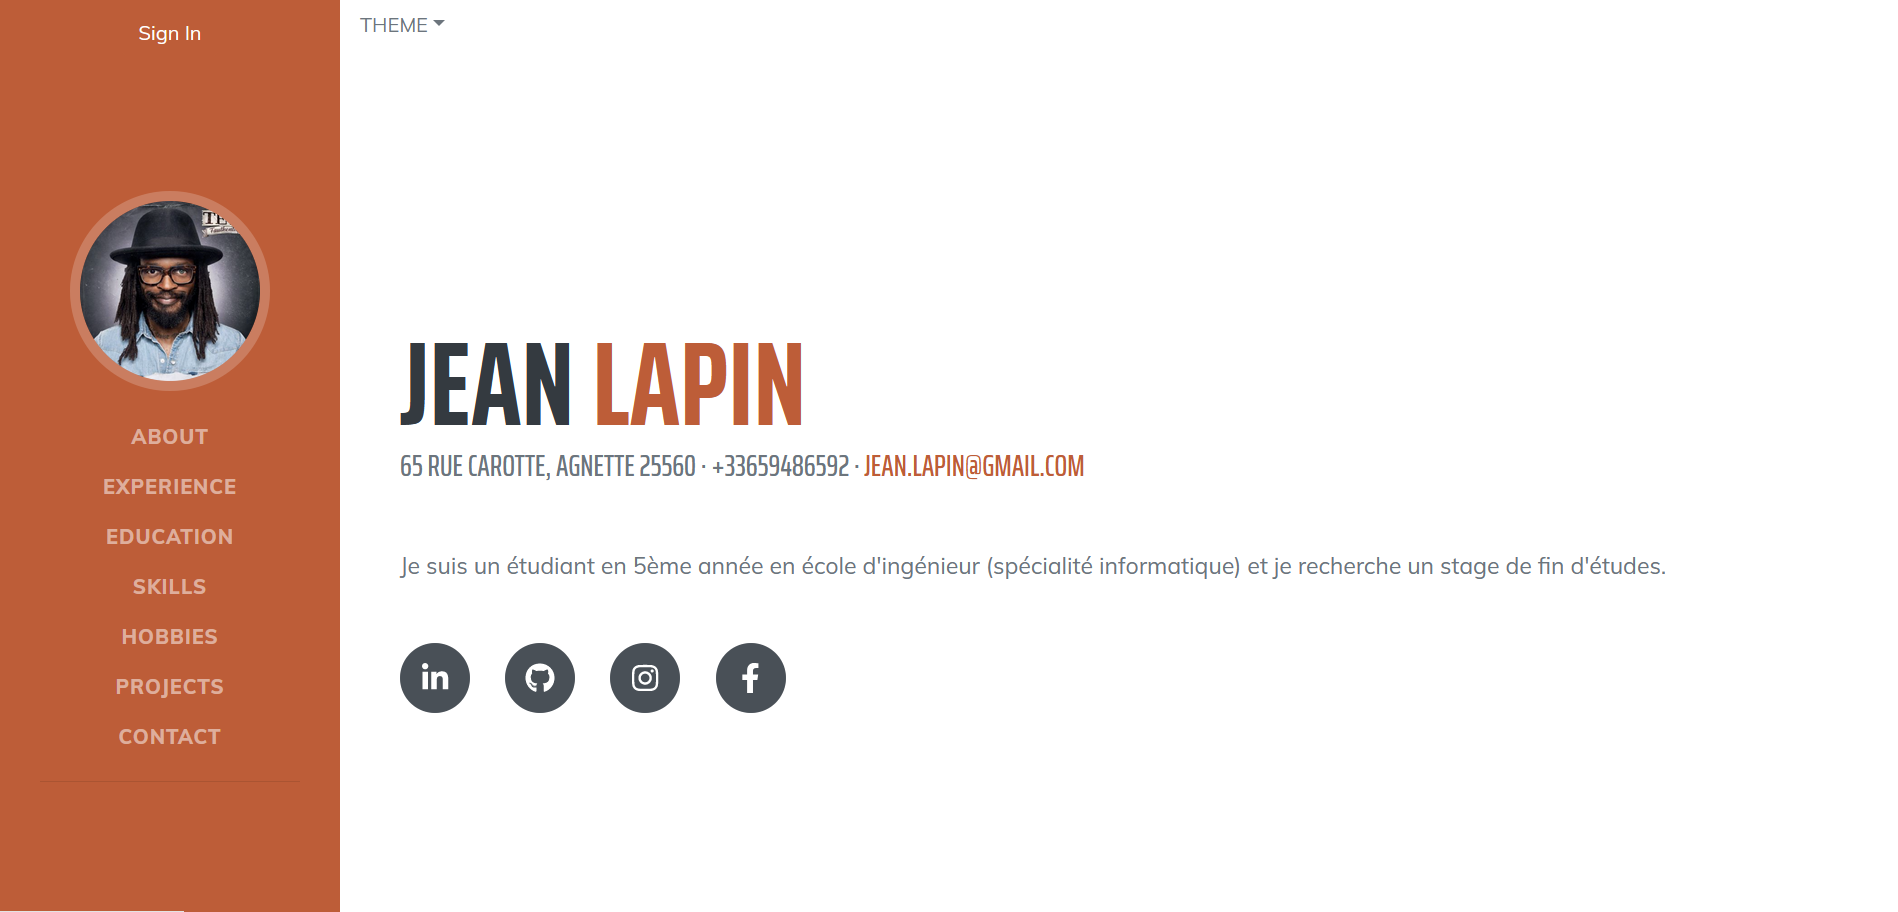 Sign In
THEME
ABOUT
EXPERIENCE
EDUCATION
SKILLS
HOBBIES
PROJECTS
CONTACT
JEAN LAPIN
65 RUE CAROTTE, AGNETTE 25560 · +33659486592 · JEAN.LAPIN@GMAIL.COM
Je suis un étudiant en 5ème année en école d'ingénieur (spécialité informatique) et je recherche un stage de fin d'études.